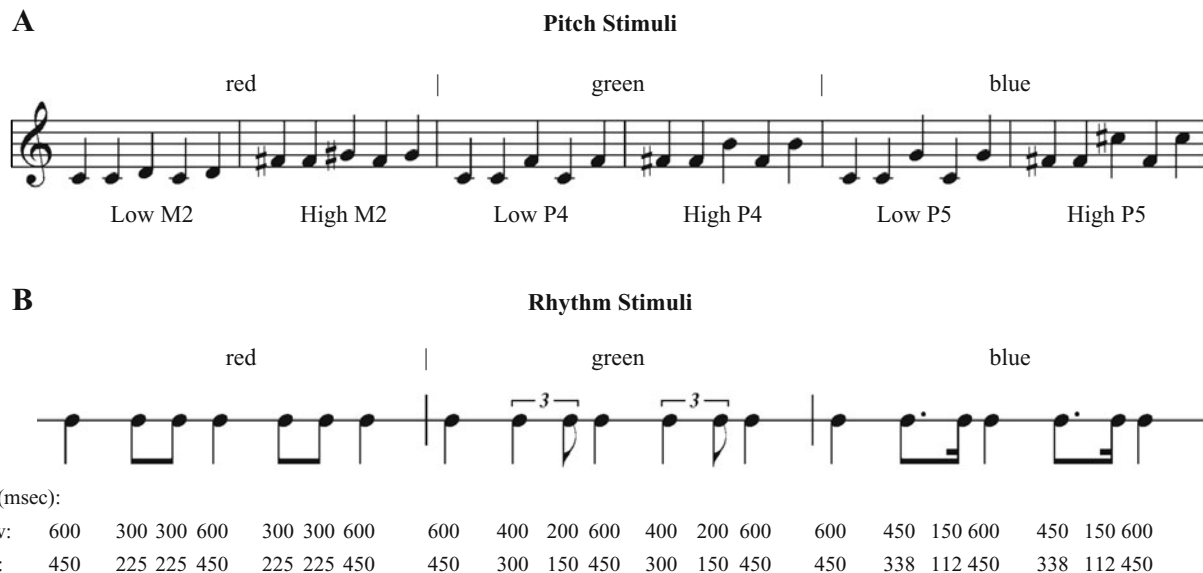 A
Pitch Stimuli
red | green | blue
Low M2 High M2 Low P4 High P4 Low P5 High P5
B
Rhythm Stimuli
red | green | blue
3 3
(msec):
600 300 300 600 300 300 600 600 400 200 600 400 200 600 600 450 150 600 450 150 600
: 450 225 225 450 225 225 450 450 300 150 450 300 150 450 450 338 112 450 338 112 450